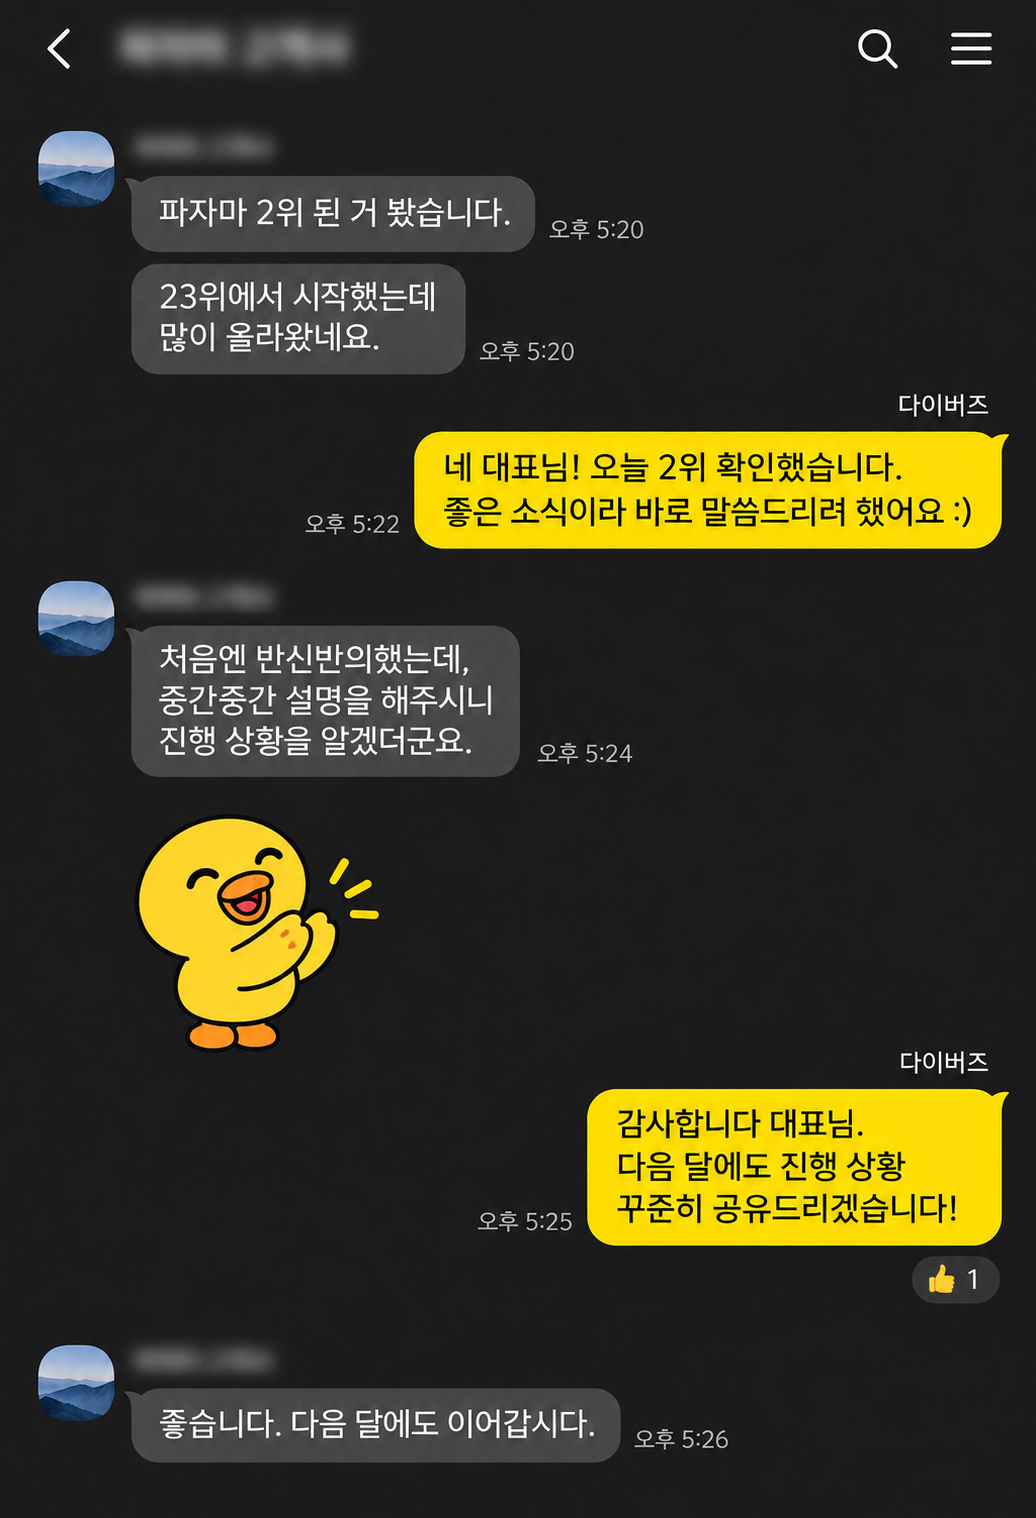 파자마 2위 된 거 봤습니다.
오후 5:20
23위에서 시작했는데
많이 올라왔네요.
오후 5:20
다이버즈
네 대표님! 오늘 2위 확인했습니다.
좋은 소식이라 바로 말씀드리려 했어요 :)
오후 5:22
처음엔 반신반의했는데,
중간중간 설명을 해주시니
진행 상황을 알겠더군요.
오후 5:24
다이버즈
감사합니다 대표님.
다음 달에도 진행 상황
꾸준히 공유드리겠습니다!
오후 5:25
1
좋습니다. 다음 달에도 이어갑시다.
오후 5:26